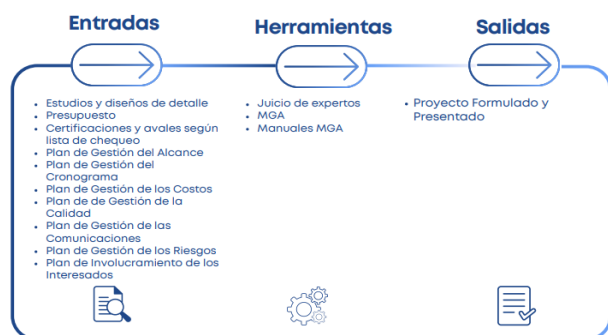 Entradas
• Estudios y diseños de detalle
• Presupuesto
• Certificaciones y avales según
lista de chequeo
• Plan de Gestión del Alcance
• Plan de Gestión del
Cronograma
• Plan de Gestión de los Costos
• Plan de de Gestión de la
Calidad
• Plan de Gestión de las
Comunicaciones
• Plan de Gestión de los Riesgos
• Plan de Involucramiento de los
Interesados
Herramientas
• Juicio de expertos
• MGA
• Manuales MGA
Salidas
• Proyecto Formulado y
Presentado